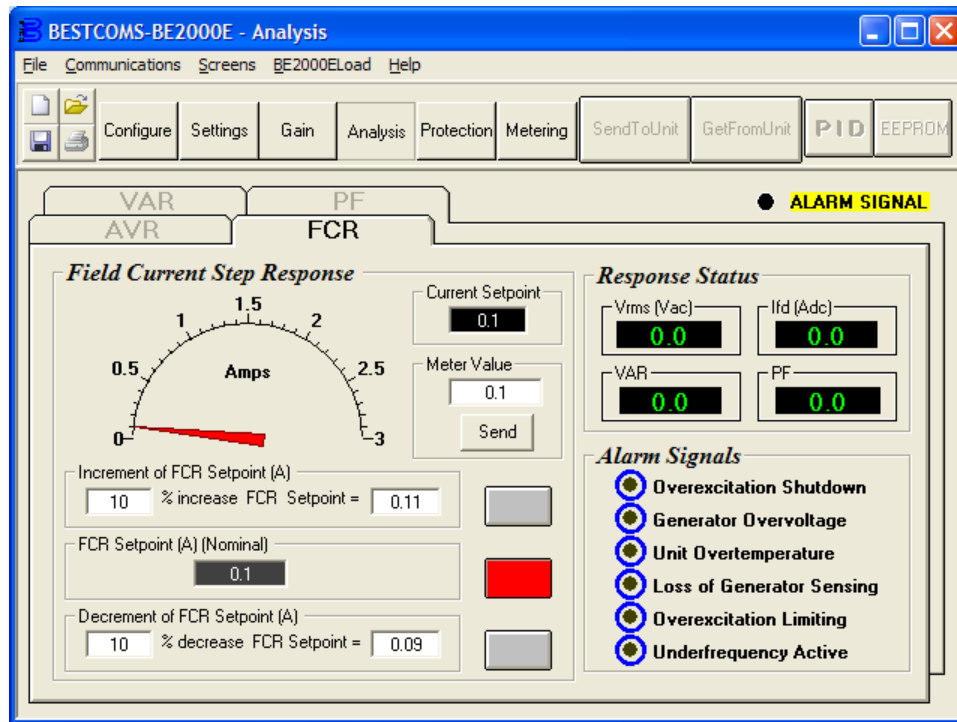 BESTCOMS-BE2000E - Analysis
File Communications Screens BE2000ELoad Help
Configure Settings Gain Analysis Protection Metering SendToUnit GetFromUnit PID EEPROM
VAR PF
ALARM SIGNAL
AVR FCR
Field Current Step Response
0 0.5 1 1.5 2 2.5 3
Amps
Current Setpoint
0.1
Meter Value
0.1
Send
Increment of FCR Setpoint (A)
10 % increase FCR Setpoint = 0.11
FCR Setpoint (A) (Nominal)
0.1
Decrement of FCR Setpoint (A)
10 % decrease FCR Setpoint = 0.09
Response Status
Vrms (Vac) Ifd (Adc)
0.0 0.0
VAR PF
0.0 0.0
Alarm Signals
Overexcitation Shutdown
Generator Overvoltage
Unit Overtemperature
Loss of Generator Sensing
Overexcitation Limiting
Underfrequency Active